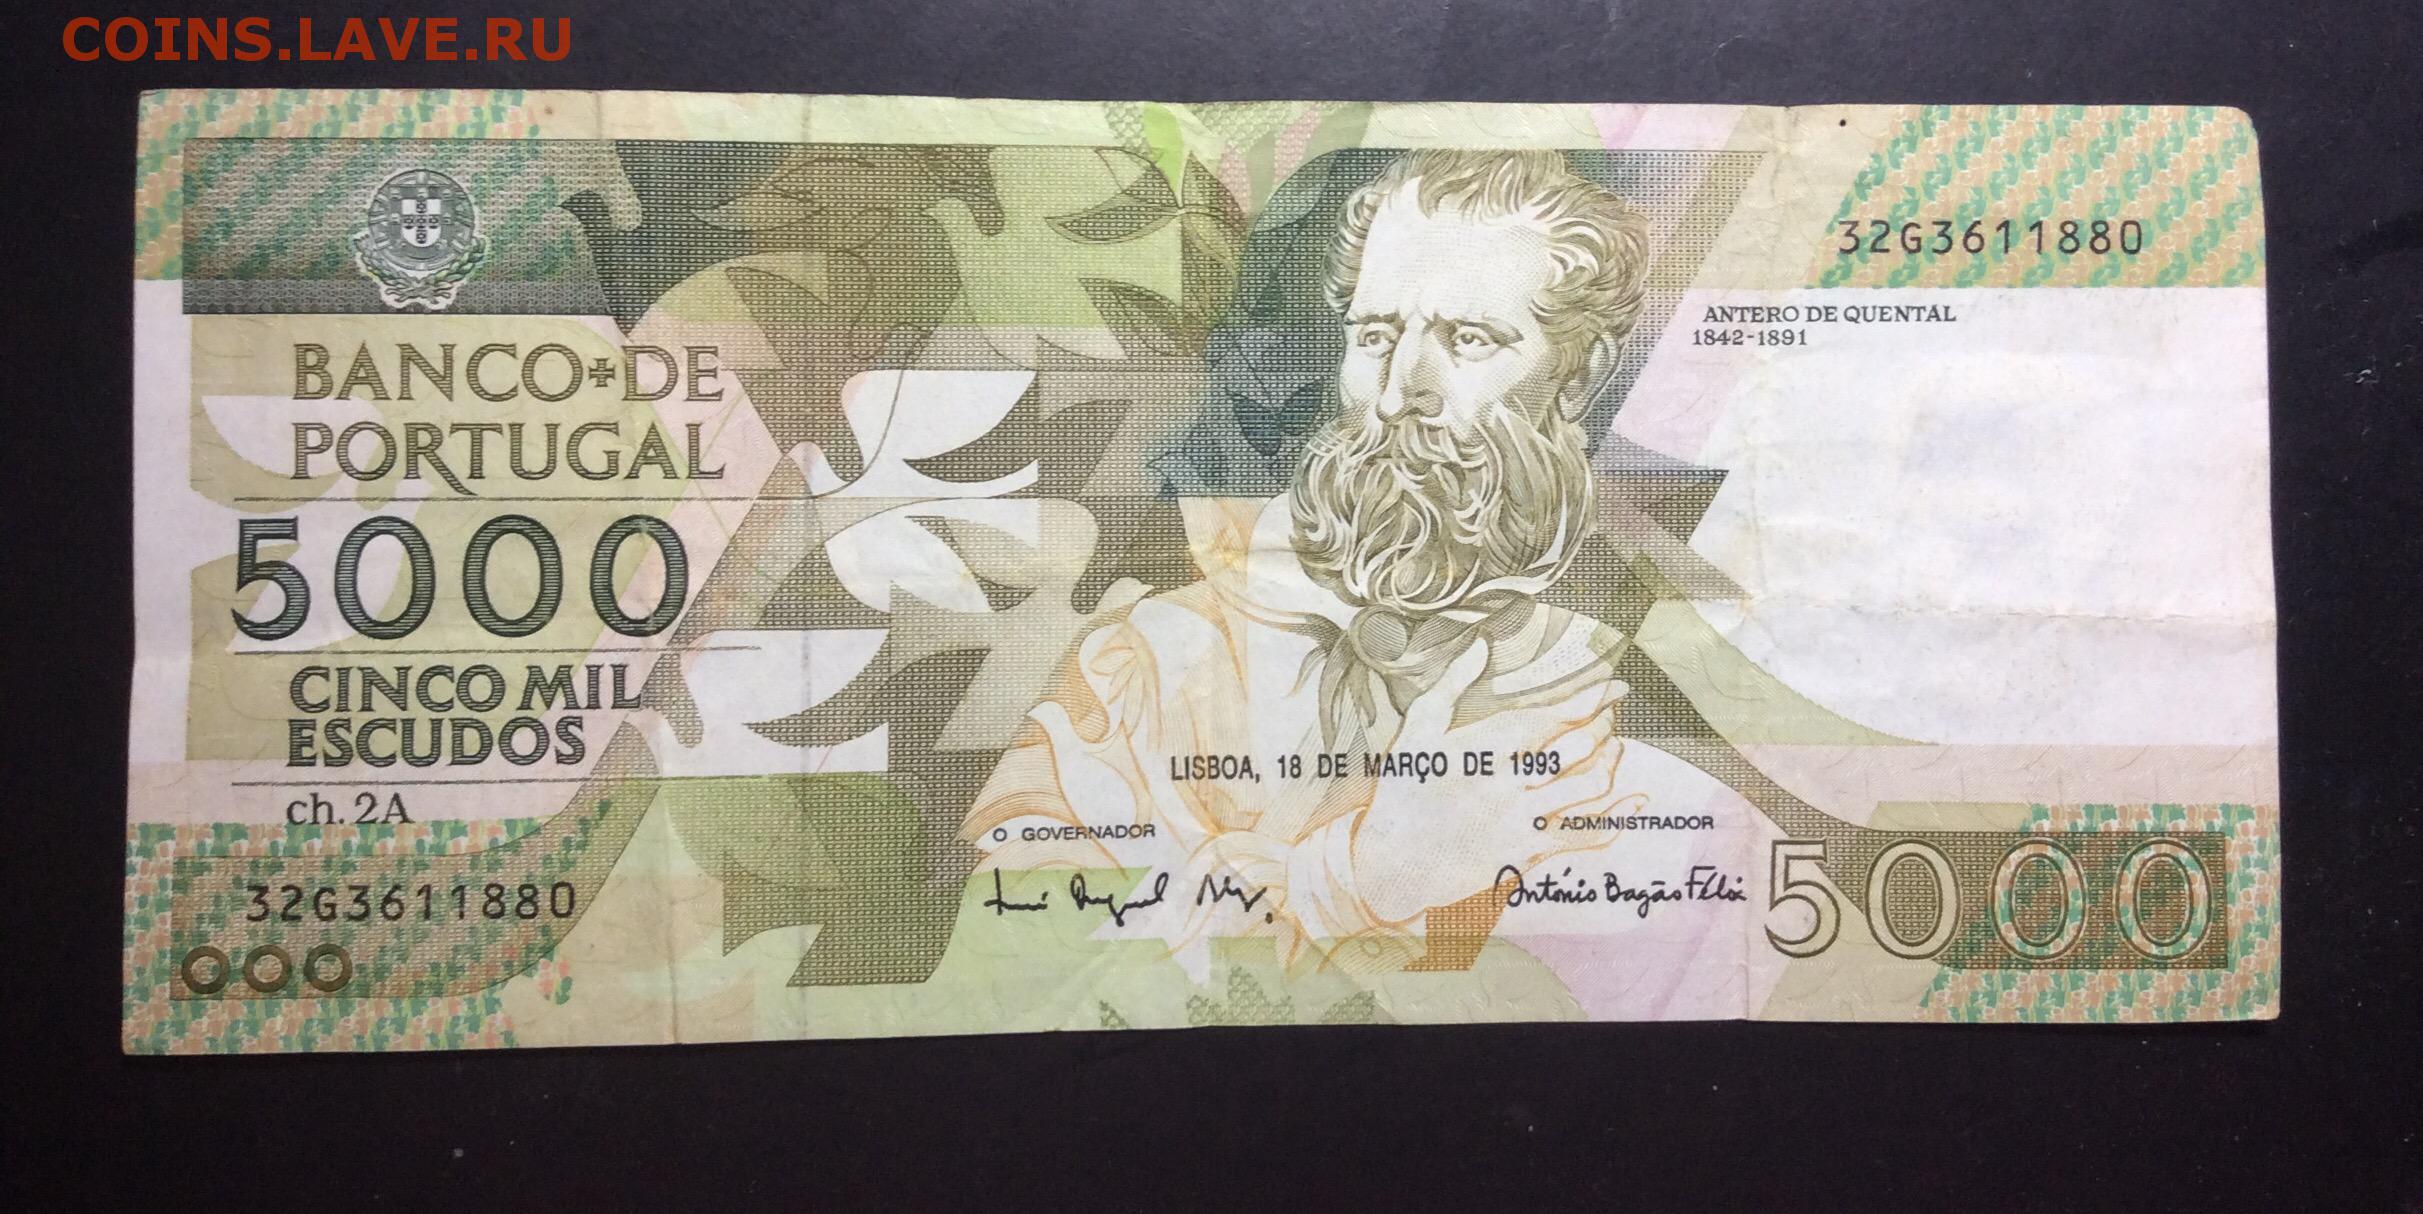 COINS.LAVE.RU
32G3611880
ANTERO DE QUENTAL
1842-1891
BANCO DE
PORTUGAL
5000
CINCO MIL
ESCUDOS
ch. 2A
LISBOA, 18 DE MARÇO DE 1993
O GOVERNADOR
O ADMINISTRADOR
António Bagão Félix
32G3611880
5000